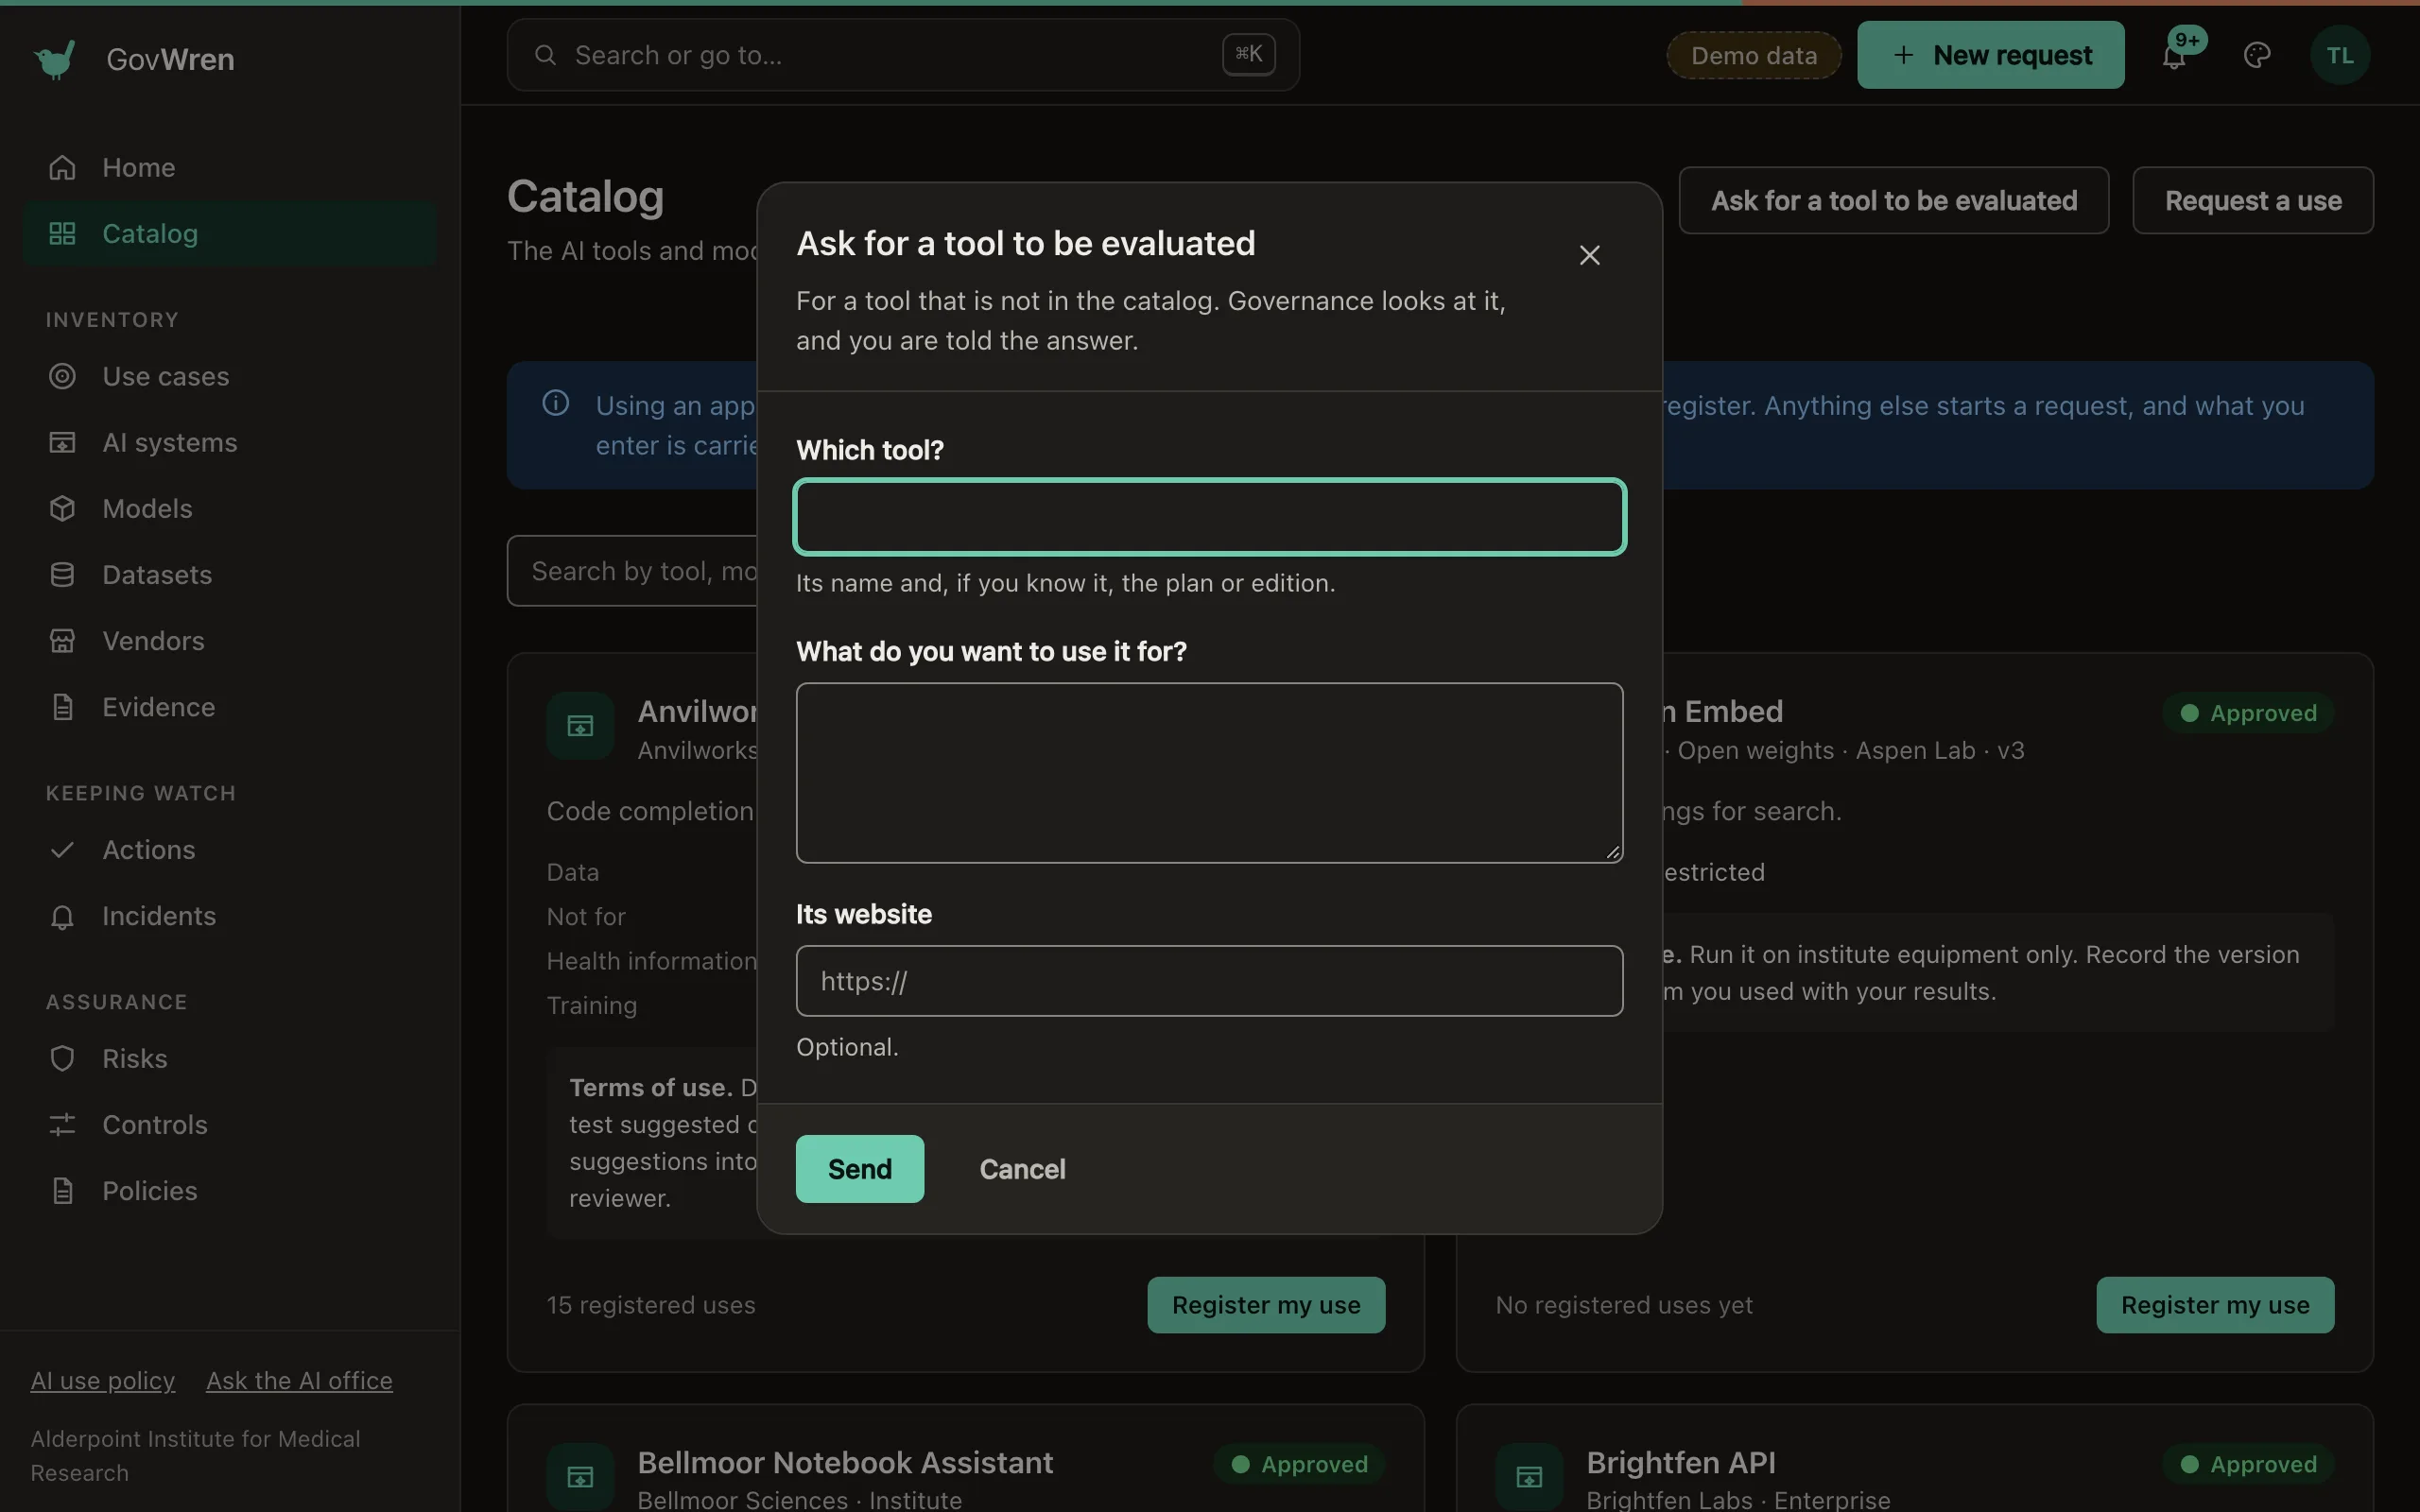 GovWren
Search or go to...
⌘K
Demo data
New request
9+
TL
Home
Catalog
INVENTORY
Use cases
AI systems
Models
Datasets
Vendors
Evidence
KEEPING WATCH
Actions
Incidents
ASSURANCE
Risks
Controls
Policies
AI use policy
Ask the AI office
Alderpoint Institute for Medical
Research
Catalog
The AI tools and
Ask for a tool to be evaluated
Request a use
Using an
register. Anything else starts a request, and what you
enter is
Search by tool,
Anvilworks
Code completion
Data
Not for
Health information
Training
Terms of use.
test suggested
suggestions into
reviewer.
15 registered uses
Register my use
Embed
Approved
· Open weights · Aspen Lab · v3
for search.
Run it on institute equipment only. Record the version
you used with your results.
No registered uses yet
Register my use
Bellmoor Notebook Assistant
Approved
Bellmoor Sciences · Institute
Brightfen API
Approved
Brightfen Labs · Enterprise
Ask for a tool to be evaluated
For a tool that is not in the catalog. Governance looks at it,
and you are told the answer.
Which tool?
Its name and, if you know it, the plan or edition.
What do you want to use it for?
Its website
https://
Optional.
Send
Cancel